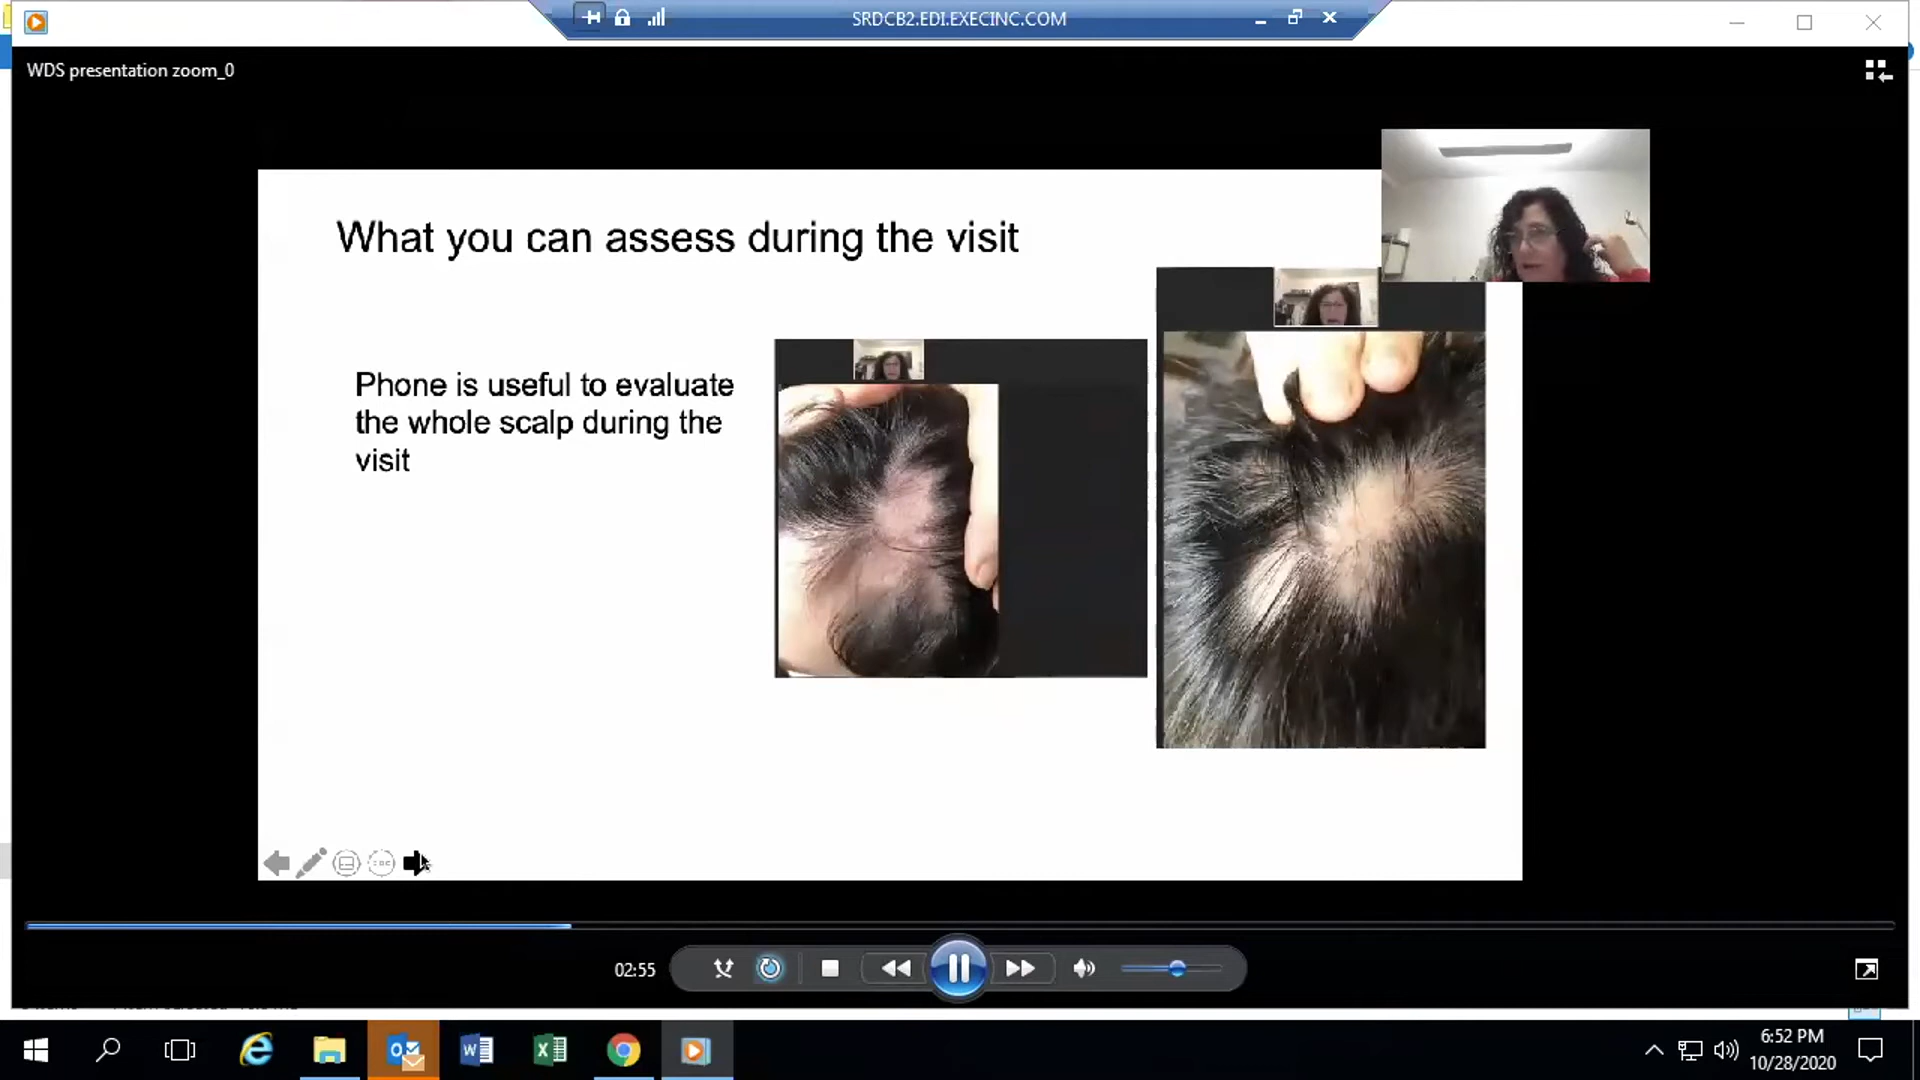 SRDCB2.EDI.EXECINC.COM
WDS presentation zoom_0
What you can assess during the visit
Phone is useful to evaluate
the whole scalp during the
visit
02:55
6:52 PM
10/28/2020